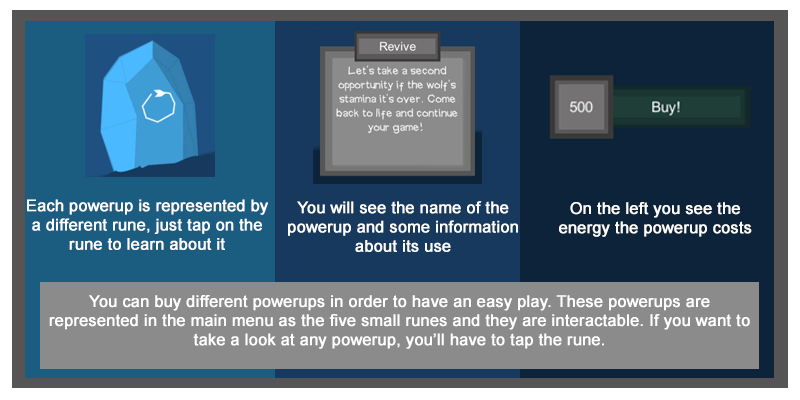 Revive
Let's take a second
opportunity if the wolf's
stamina it's over. Come
back to life and continue
your game!
500
Buy!
Each powerup is represented by
a different rune, just tap on the
rune to learn about it
You will see the name of the
powerup and some information
about its use
On the left you see the
energy the powerup costs
You can buy different powerups in order to have an easy play. These powerups are
represented in the main menu as the five small runes and they are interactable. If you want to
take a look at any powerup, you'll have to tap the rune.